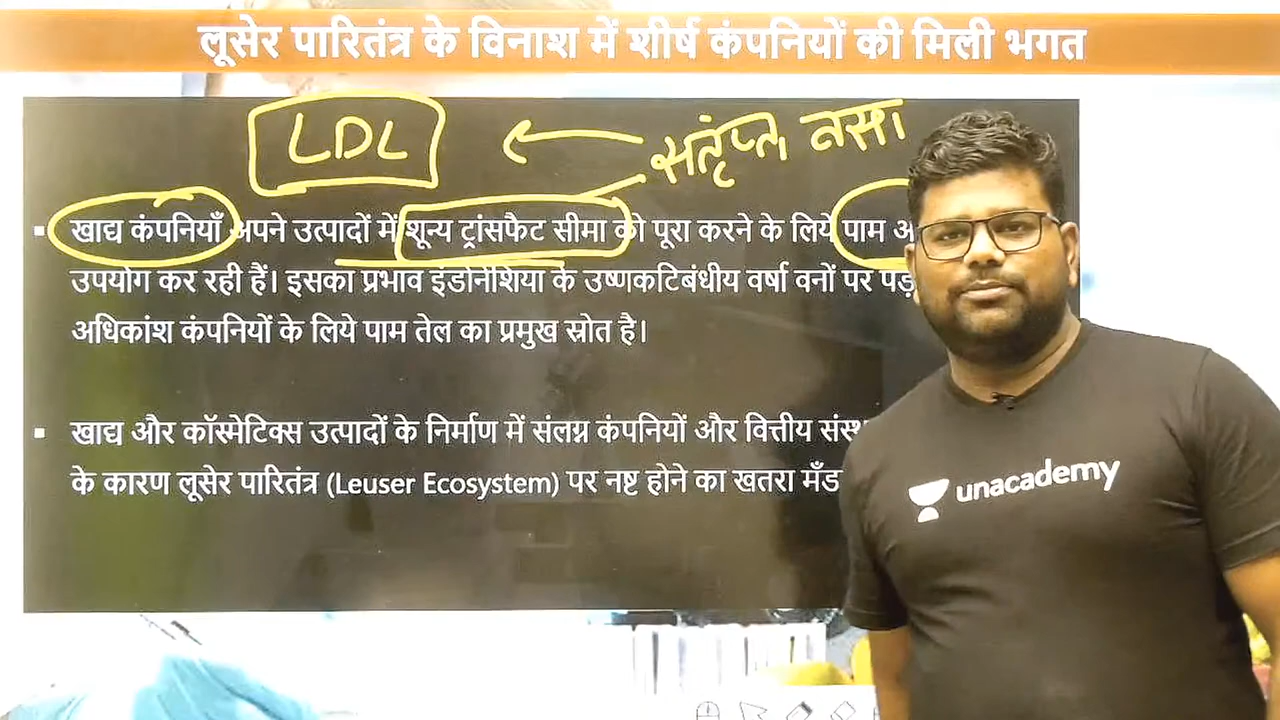 लूसेर पारितंत्र के विनाश में शीर्ष कंपनियों की मिली भगत
LDL ← सतृंप्त वसा
▪ खाद्य कंपनियाँ अपने उत्पादों में शून्य ट्रांसफैट सीमा को पूरा करने के लिये पाम
उपयोग कर रही हैं। इसका प्रभाव इंडोनेशिया के उष्णकटिबंधीय वर्षा वनों पर
अधिकांश कंपनियों के लिये पाम तेल का प्रमुख स्रोत है।
▪ खाद्य और कॉस्मेटिक्स उत्पादों के निर्माण में संलग्न कंपनियों और वित्तीय
के कारण लूसेर पारितंत्र (Leuser Ecosystem) पर नष्ट होने का खतरा मँड
unacademy